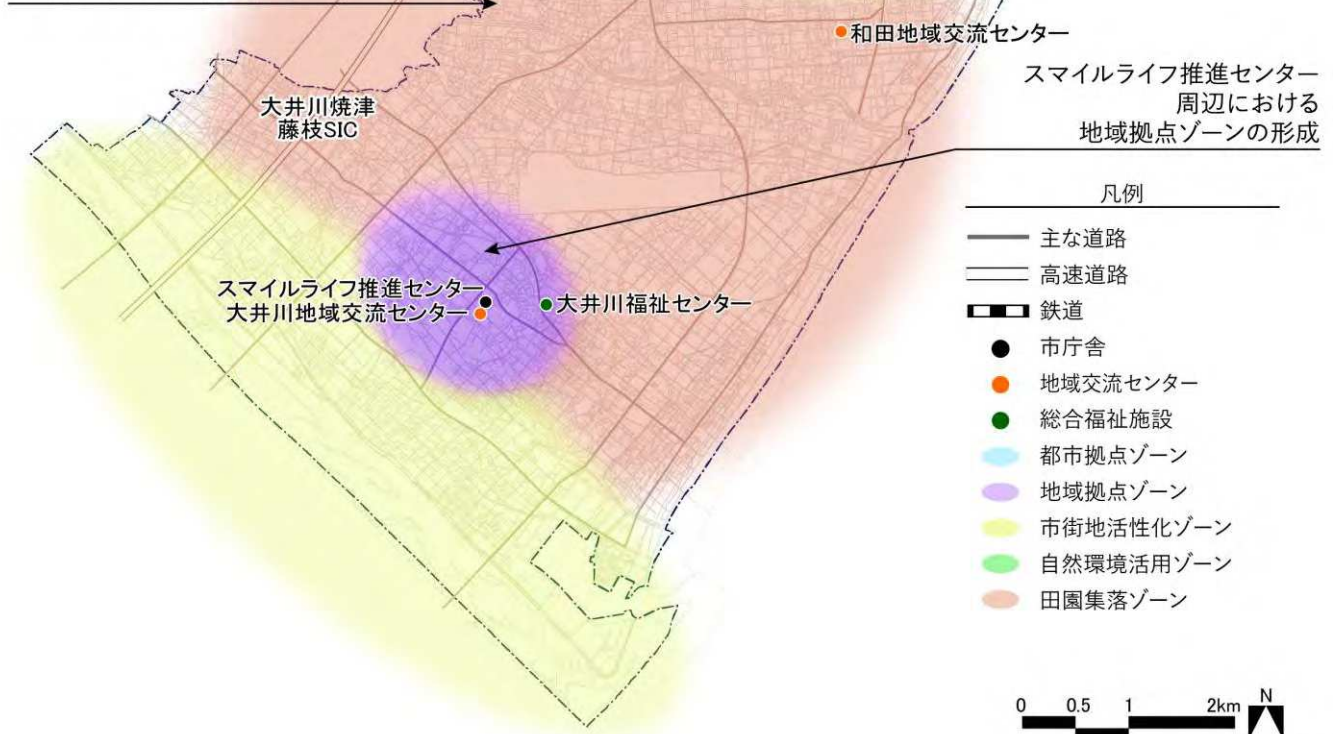 和田地域交流センター
スマイルライフ推進センター
周辺における
地域拠点ゾーンの形成
大井川焼津
藤枝SIC
スマイルライフ推進センター
大井川地域交流センター
大井川福祉センター
凡例
主な道路
高速道路
鉄道
市庁舎
地域交流センター
総合福祉施設
都市拠点ゾーン
地域拠点ゾーン
市街地活性化ゾーン
自然環境活用ゾーン
田園集落ゾーン
0 0.5 1 2km N